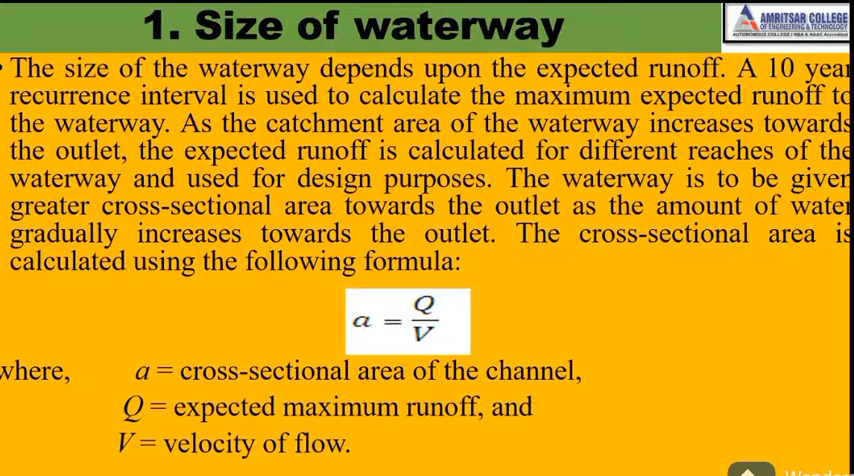 1. Size of waterway
AMRITSAR COLLEGE
OF ENGINEERING & TECHNOLOGY
AUTONOMOUS COLLEGE | NBA & NAAC Accredited
• The size of the waterway depends upon the expected runoff. A 10 year
recurrence interval is used to calculate the maximum expected runoff to
the waterway. As the catchment area of the waterway increases towards
the outlet, the expected runoff is calculated for different reaches of the
waterway and used for design purposes. The waterway is to be given
greater cross-sectional area towards the outlet as the amount of water
gradually increases towards the outlet. The cross-sectional area is
calculated using the following formula:
a = Q/V
where, a = cross-sectional area of the channel,
Q = expected maximum runoff, and
V = velocity of flow.